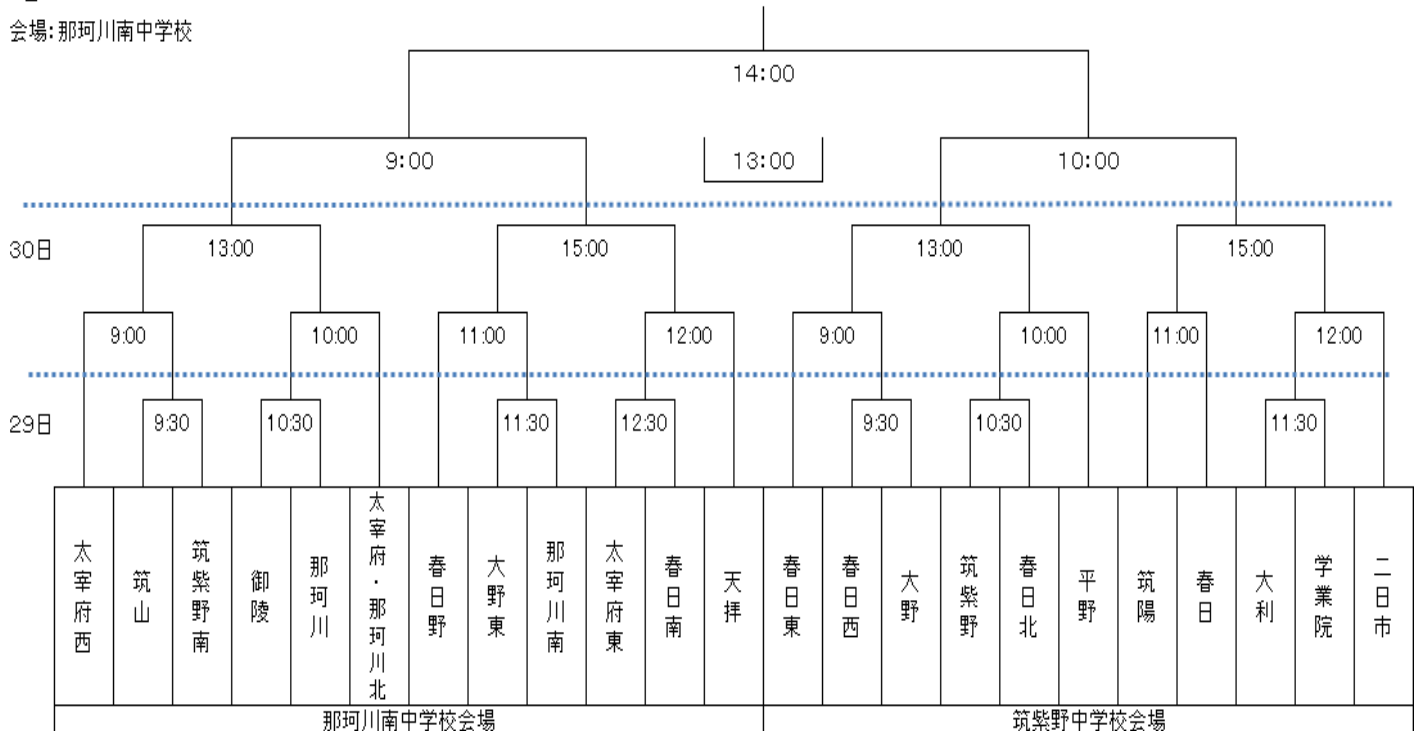 会場:那珂川南中学校
14:00
9:00
13:00
10:00
30日
13:00
15:00
13:00
15:00
9:00
10:00
11:00
12:00
9:00
10:00
11:00
12:00
29日
9:30
10:30
11:30
12:30
9:30
10:30
11:30
太宰府西
筑山
筑紫野南
御陵
那珂川
太宰府・那珂川北
春日野
大野東
那珂川南
太宰府東
春日南
天拝
春日東
春日西
大野
筑紫野
春日北
平野
筑陽
春日
大利
学業院
二日市
那珂川南中学校会場
筑紫野中学校会場